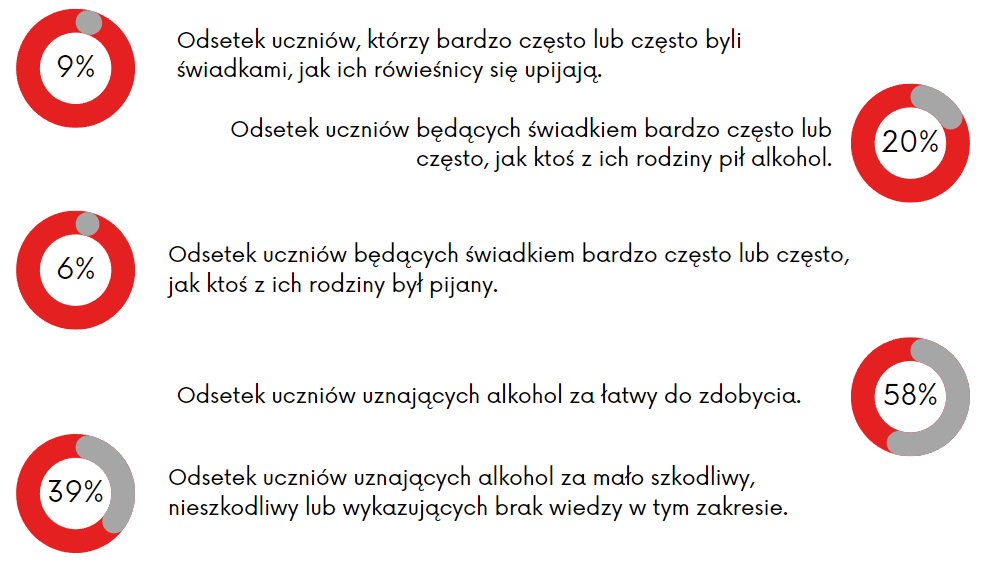 9%
Odsetek uczniów, którzy bardzo często lub często byli
świadkami, jak ich rówieśnicy się upijają.
Odsetek uczniów będących świadkiem bardzo często lub
często, jak ktoś z ich rodziny pił alkohol.
20%
6%
Odsetek uczniów będących świadkiem bardzo często lub często,
jak ktoś z ich rodziny był pijany.
Odsetek uczniów uznających alkohol za łatwy do zdobycia.
58%
39%
Odsetek uczniów uznających alkohol za mało szkodliwy,
nieszkodliwy lub wykazujących brak wiedzy w tym zakresie.